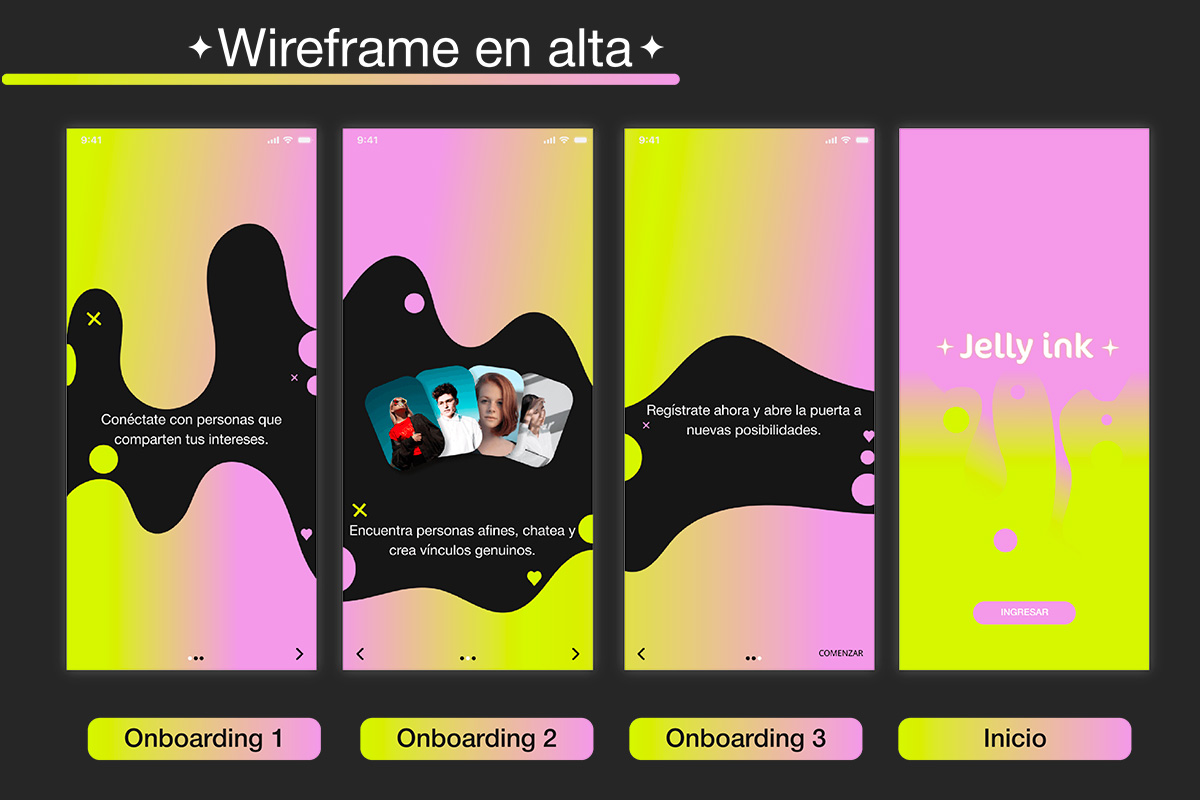 Wireframe en alta
9:41
Conéctate con personas que
comparten tus intereses.
9:41
Encuentra personas afines, chatea y
crea vínculos genuinos.
9:41
Regístrate ahora y abre la puerta a
nuevas posibilidades.
COMENZAR
Jelly ink
INGRESAR
Onboarding 1
Onboarding 2
Onboarding 3
Inicio